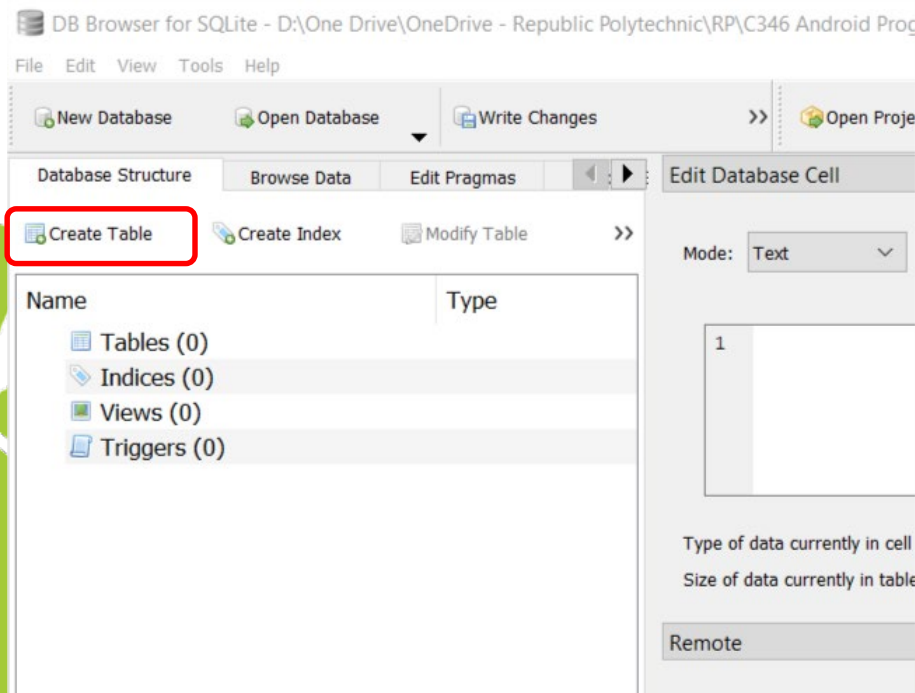 DB Browser for SQLite - D:\One Drive\OneDrive - Republic Polytechnic\RP\C346 Android Prog
File Edit View Tools Help
New Database Open Database Write Changes >> Open Proje
Database Structure Browse Data Edit Pragmas
Edit Database Cell
Create Table Create Index Modify Table >>
Mode: Text
Name Type
Tables (0)
Indices (0)
Views (0)
Triggers (0)
1
Type of data currently in cell
Size of data currently in table
Remote